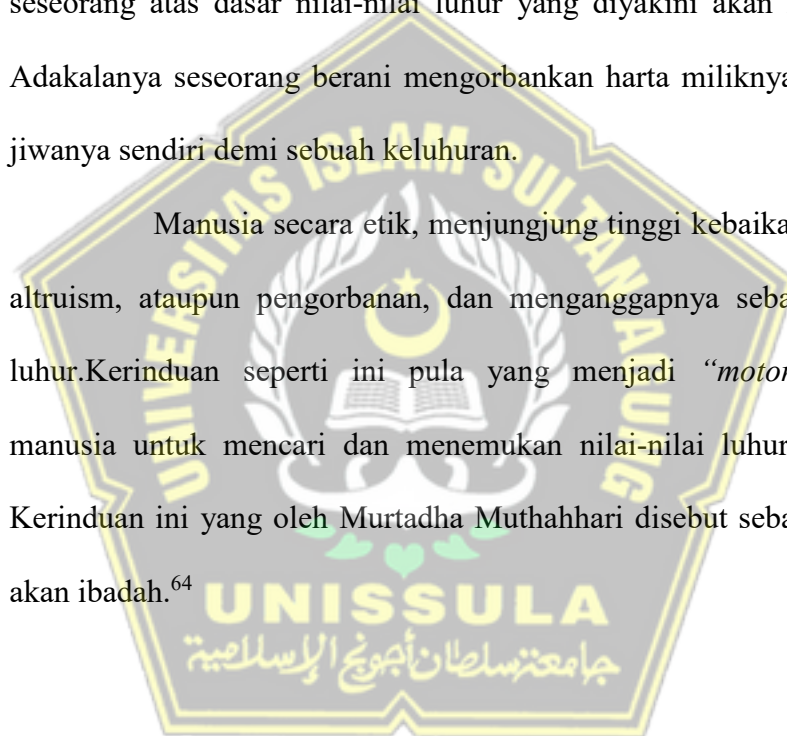 seseorang atas dasar nilai-nilai luhur yang diyakini akan
Adakalanya seseorang berani mengorbankan harta miliknya
jiwanya sendiri demi sebuah keluhuran.
Manusia secara etik, menjungjung tinggi kebaika
altruism, ataupun pengorbanan, dan menganggapnya seba
luhur.Kerinduan seperti ini pula yang menjadi “motor
manusia untuk mencari dan menemukan nilai-nilai luhur
Kerinduan ini yang oleh Murtadha Muthahhari disebut seba
akan ibadah.64
UNIVERSITAS ISLAM SULTAN AGUNG
UNISSULA
جامعة سلطان أجونج الإسلامية